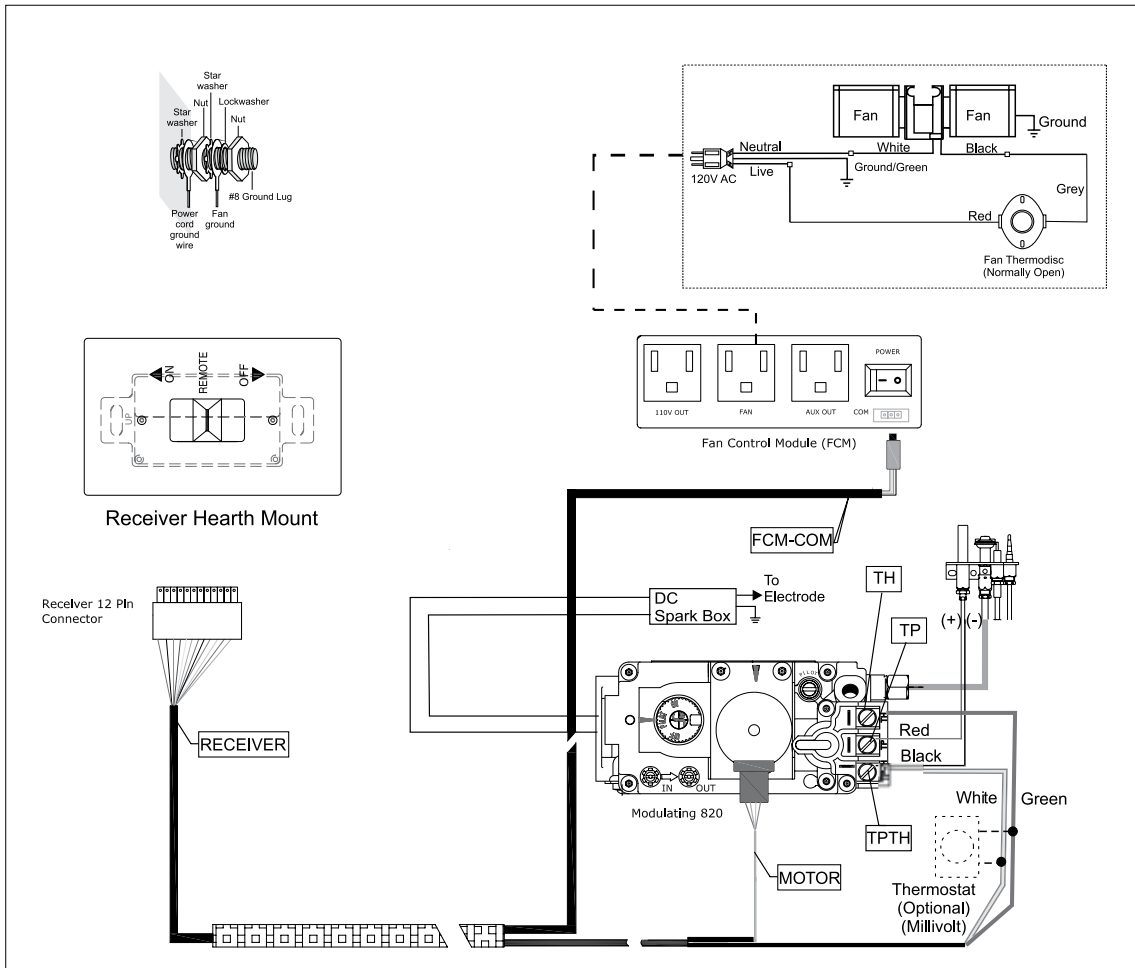 Star
washer
Nut
Lockwasher
Star
washer
Nut
#8 Ground Lug
Power
cord
ground
wire
Fan
ground
Fan
Fan
Ground
Neutral
White
Black
120V AC
Live
Ground/Green
Grey
Red
Fan Thermodisc
(Normally Open)
ON
REMOTE
OFF
UP
Receiver Hearth Mount
POWER
110V OUT
FAN
AUX OUT
COM
Fan Control Module (FCM)
FCM-COM
Receiver 12 Pin
Connector
RECEIVER
DC
Spark Box
To
Electrode
TH
TP
(+)
(-)
PILOT
Red
Black
IN
OUT
Modulating 820
White
Green
TPTH
MOTOR
Thermostat
(Optional)
(Millivolt)